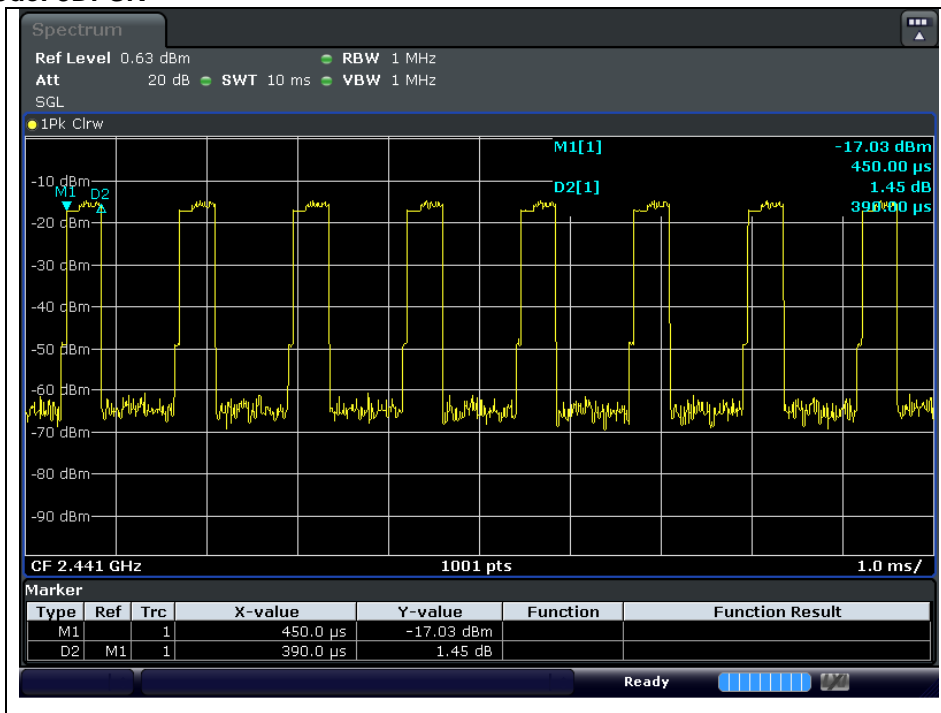 Spectrum
Ref Level 0.63 dBm RBW 1 MHz
Att 20 dB SWT 10 ms VBW 1 MHz
SGL
1Pk Clrw
M1[1] -17.03 dBm
450.00 µs
D2[1] 1.45 dB
390.00 µs
M1 D2
-10 dBm
-20 dBm
-30 dBm
-40 dBm
-50 dBm
-60 dBm
-70 dBm
-80 dBm
-90 dBm
CF 2.441 GHz 1001 pts 1.0 ms/
Marker
Type Ref Trc X-value Y-value Function Function Result
M1 1 450.0 µs -17.03 dBm
D2 M1 1 390.0 µs 1.45 dB
Ready